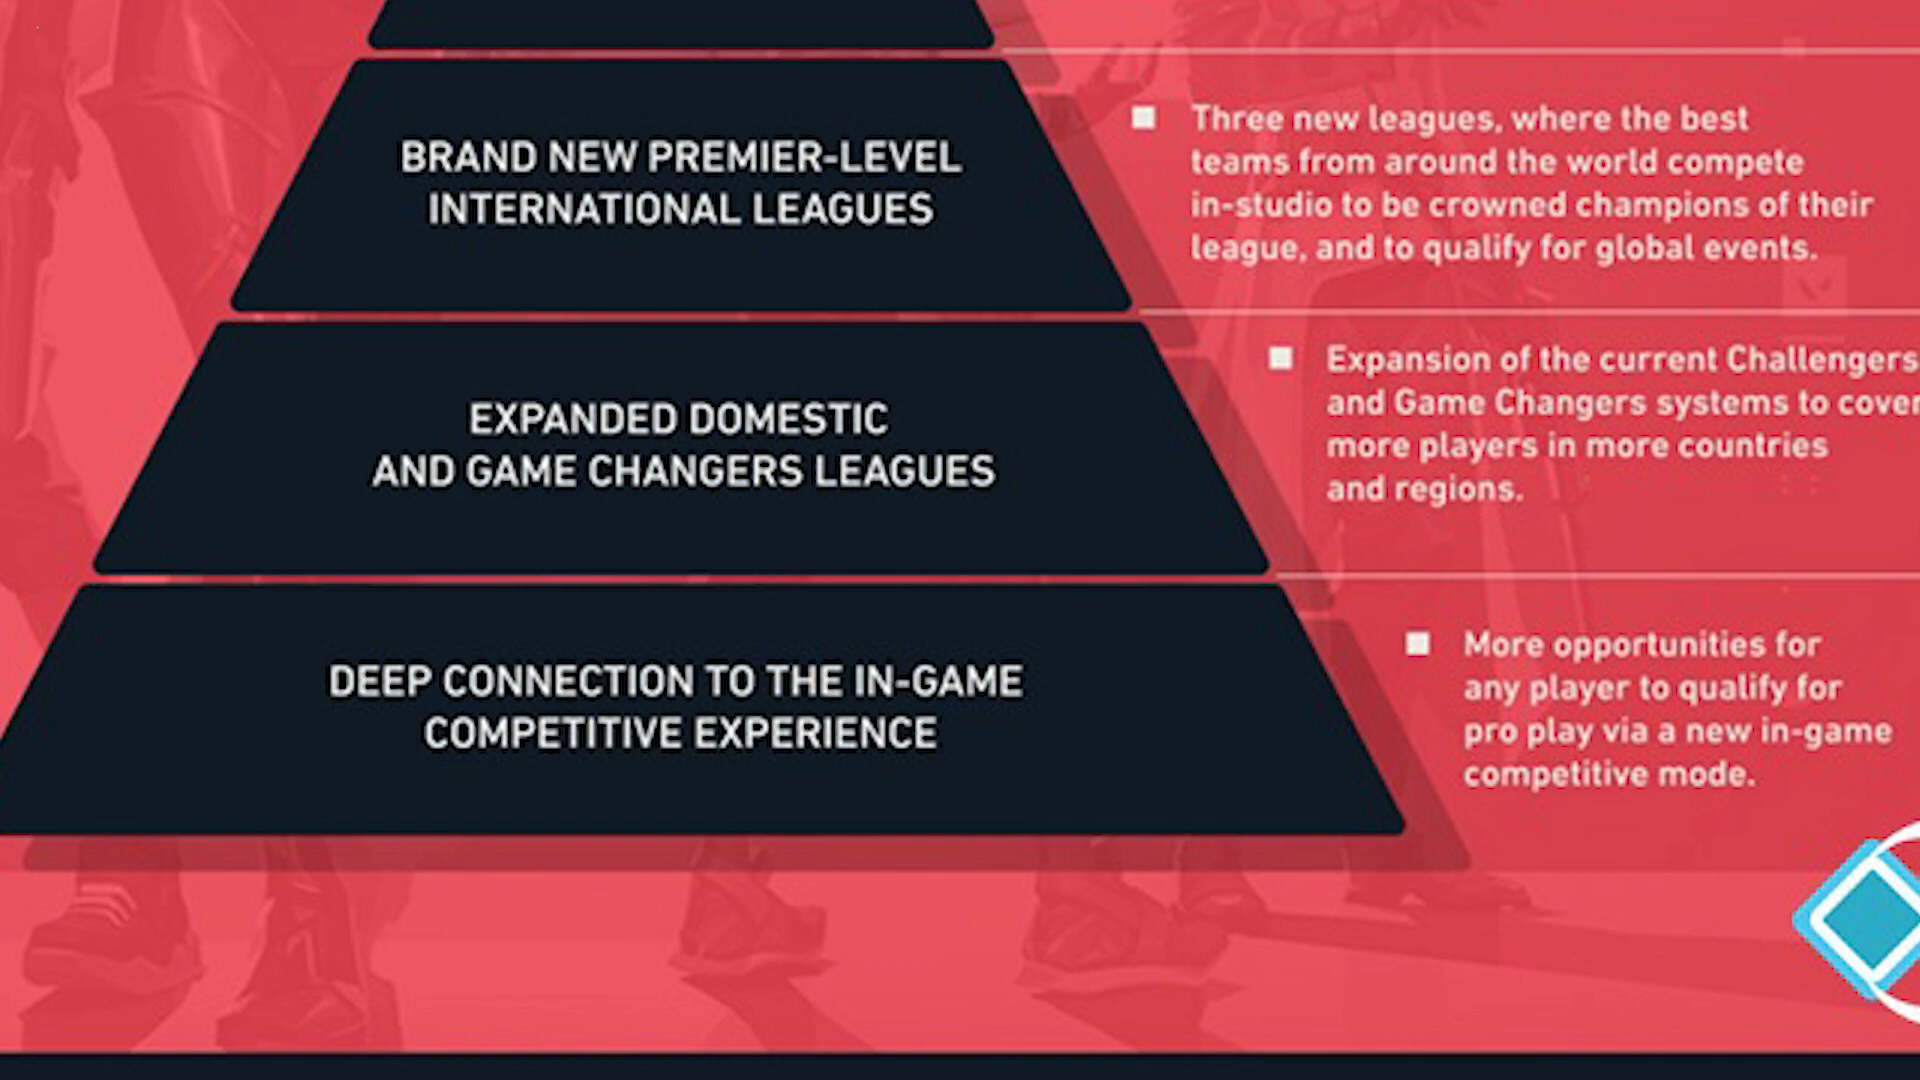 BRAND NEW PREMIER-LEVEL
INTERNATIONAL LEAGUES
Three new leagues, where the best
teams from around the world compete
in-studio to be crowned champions of their
league, and to qualify for global events.
EXPANDED DOMESTIC
AND GAME CHANGERS LEAGUES
Expansion of the current Challengers
and Game Changers systems to cover
more players in more countries
and regions.
DEEP CONNECTION TO THE IN-GAME
COMPETITIVE EXPERIENCE
More opportunities for
any player to qualify for
pro play via a new in-game
competitive mode.